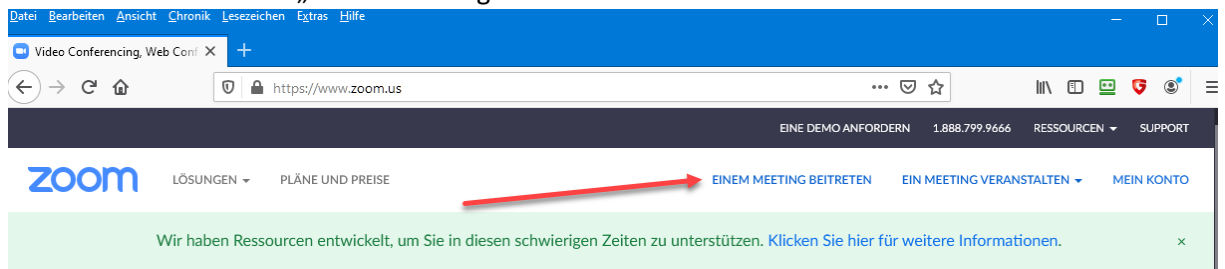 Datei Bearbeiten Ansicht Chronik Lesezeichen Extras Hilfe
Video Conferencing, Web Conf
https://www.zoom.us
EINE DEMO ANFORDERN 1.888.799.9666 RESSOURCEN SUPPORT
zoom LÖSUNGEN PLÄNE UND PREISE EINEM MEETING BEITRETEN EIN MEETING VERANSTALTEN MEIN KONTO
Wir haben Ressourcen entwickelt, um Sie in diesen schwierigen Zeiten zu unterstützen. Klicken Sie hier für weitere Informationen.